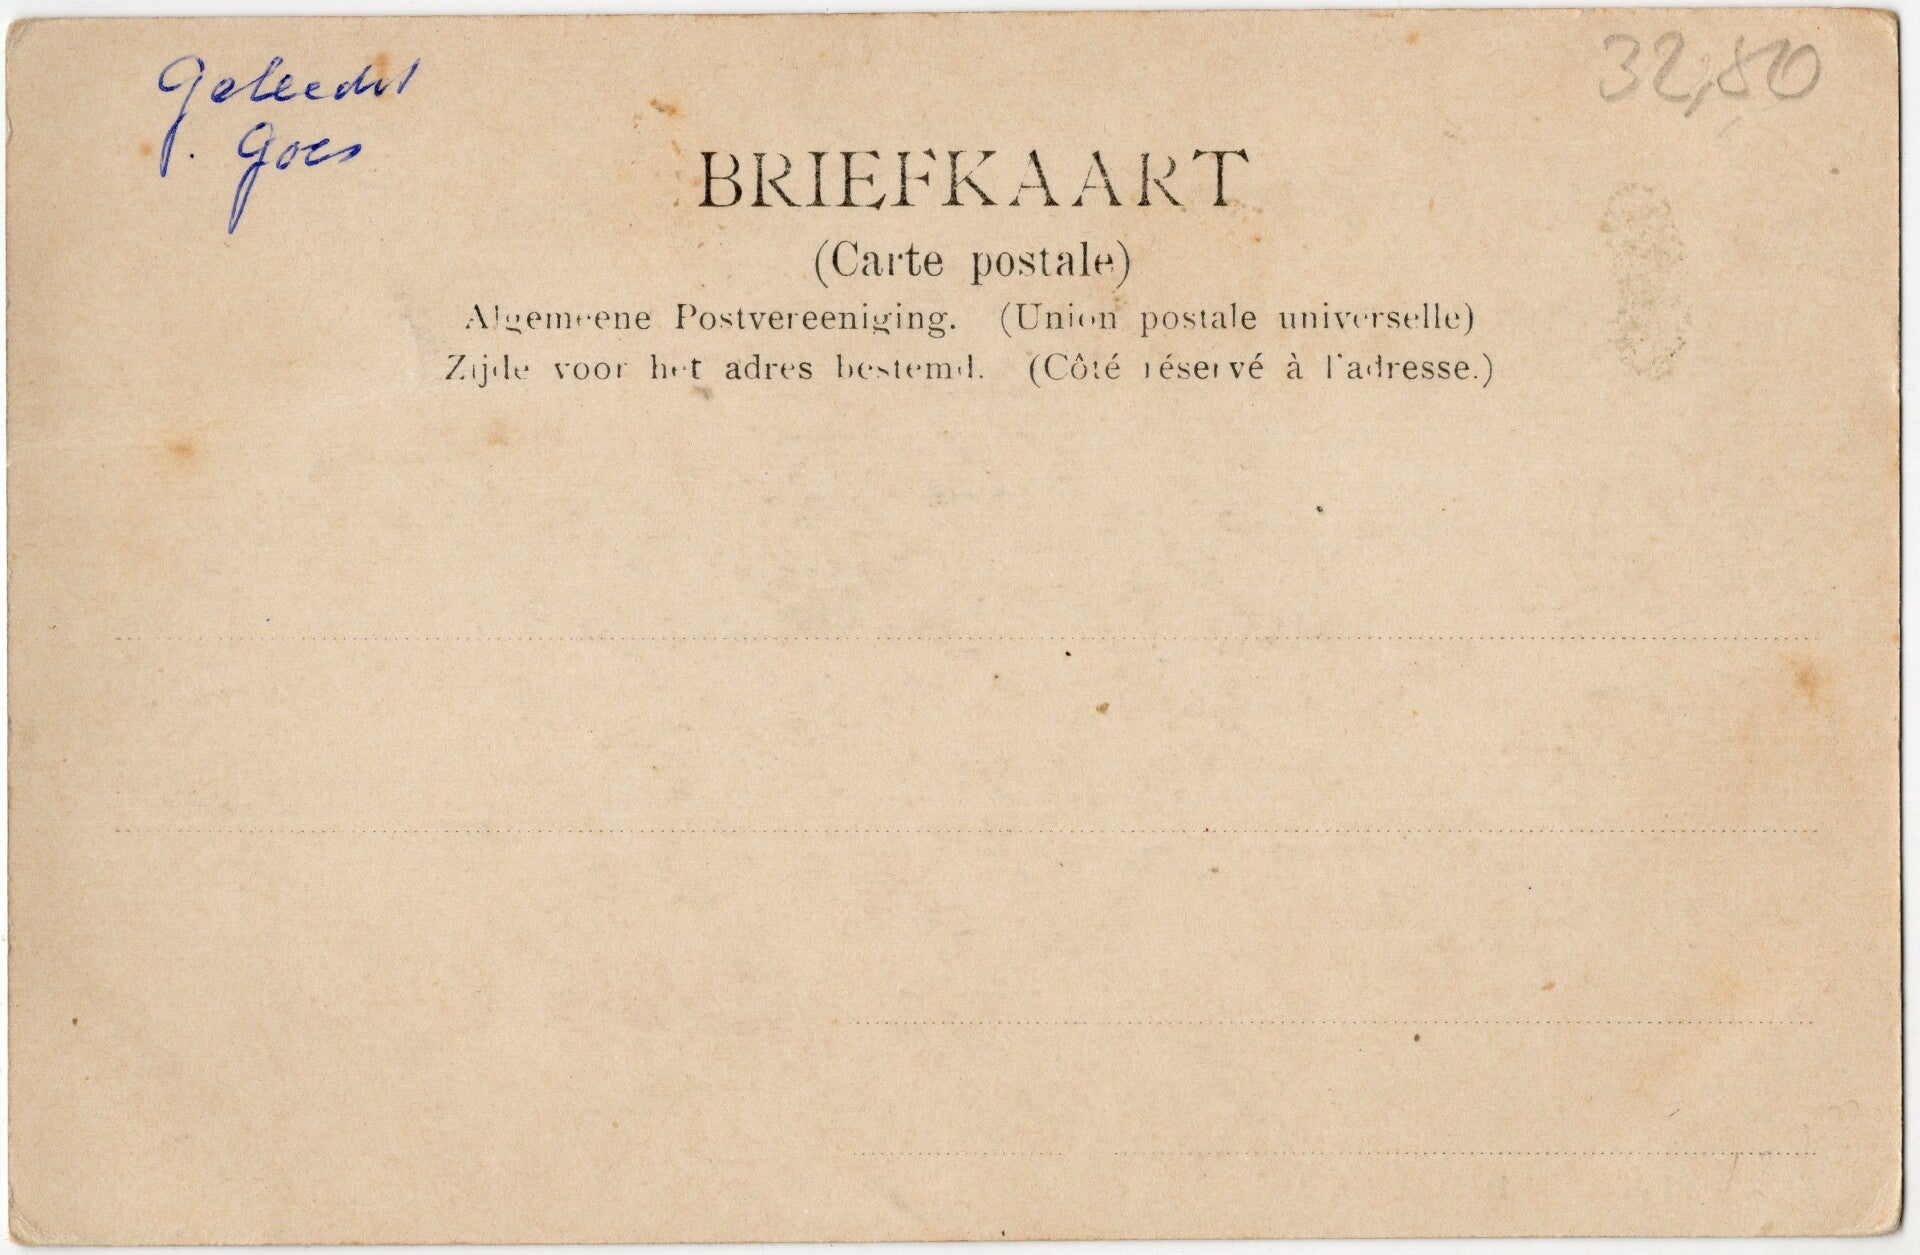 Geleedst
. Goes
32,50
BRIEFKAART
(Carte postale)
Algemeene Postvereeniging. (Union postale universelle)
Zijde voor het adres bestemd. (Côté réservé à l'adresse.)